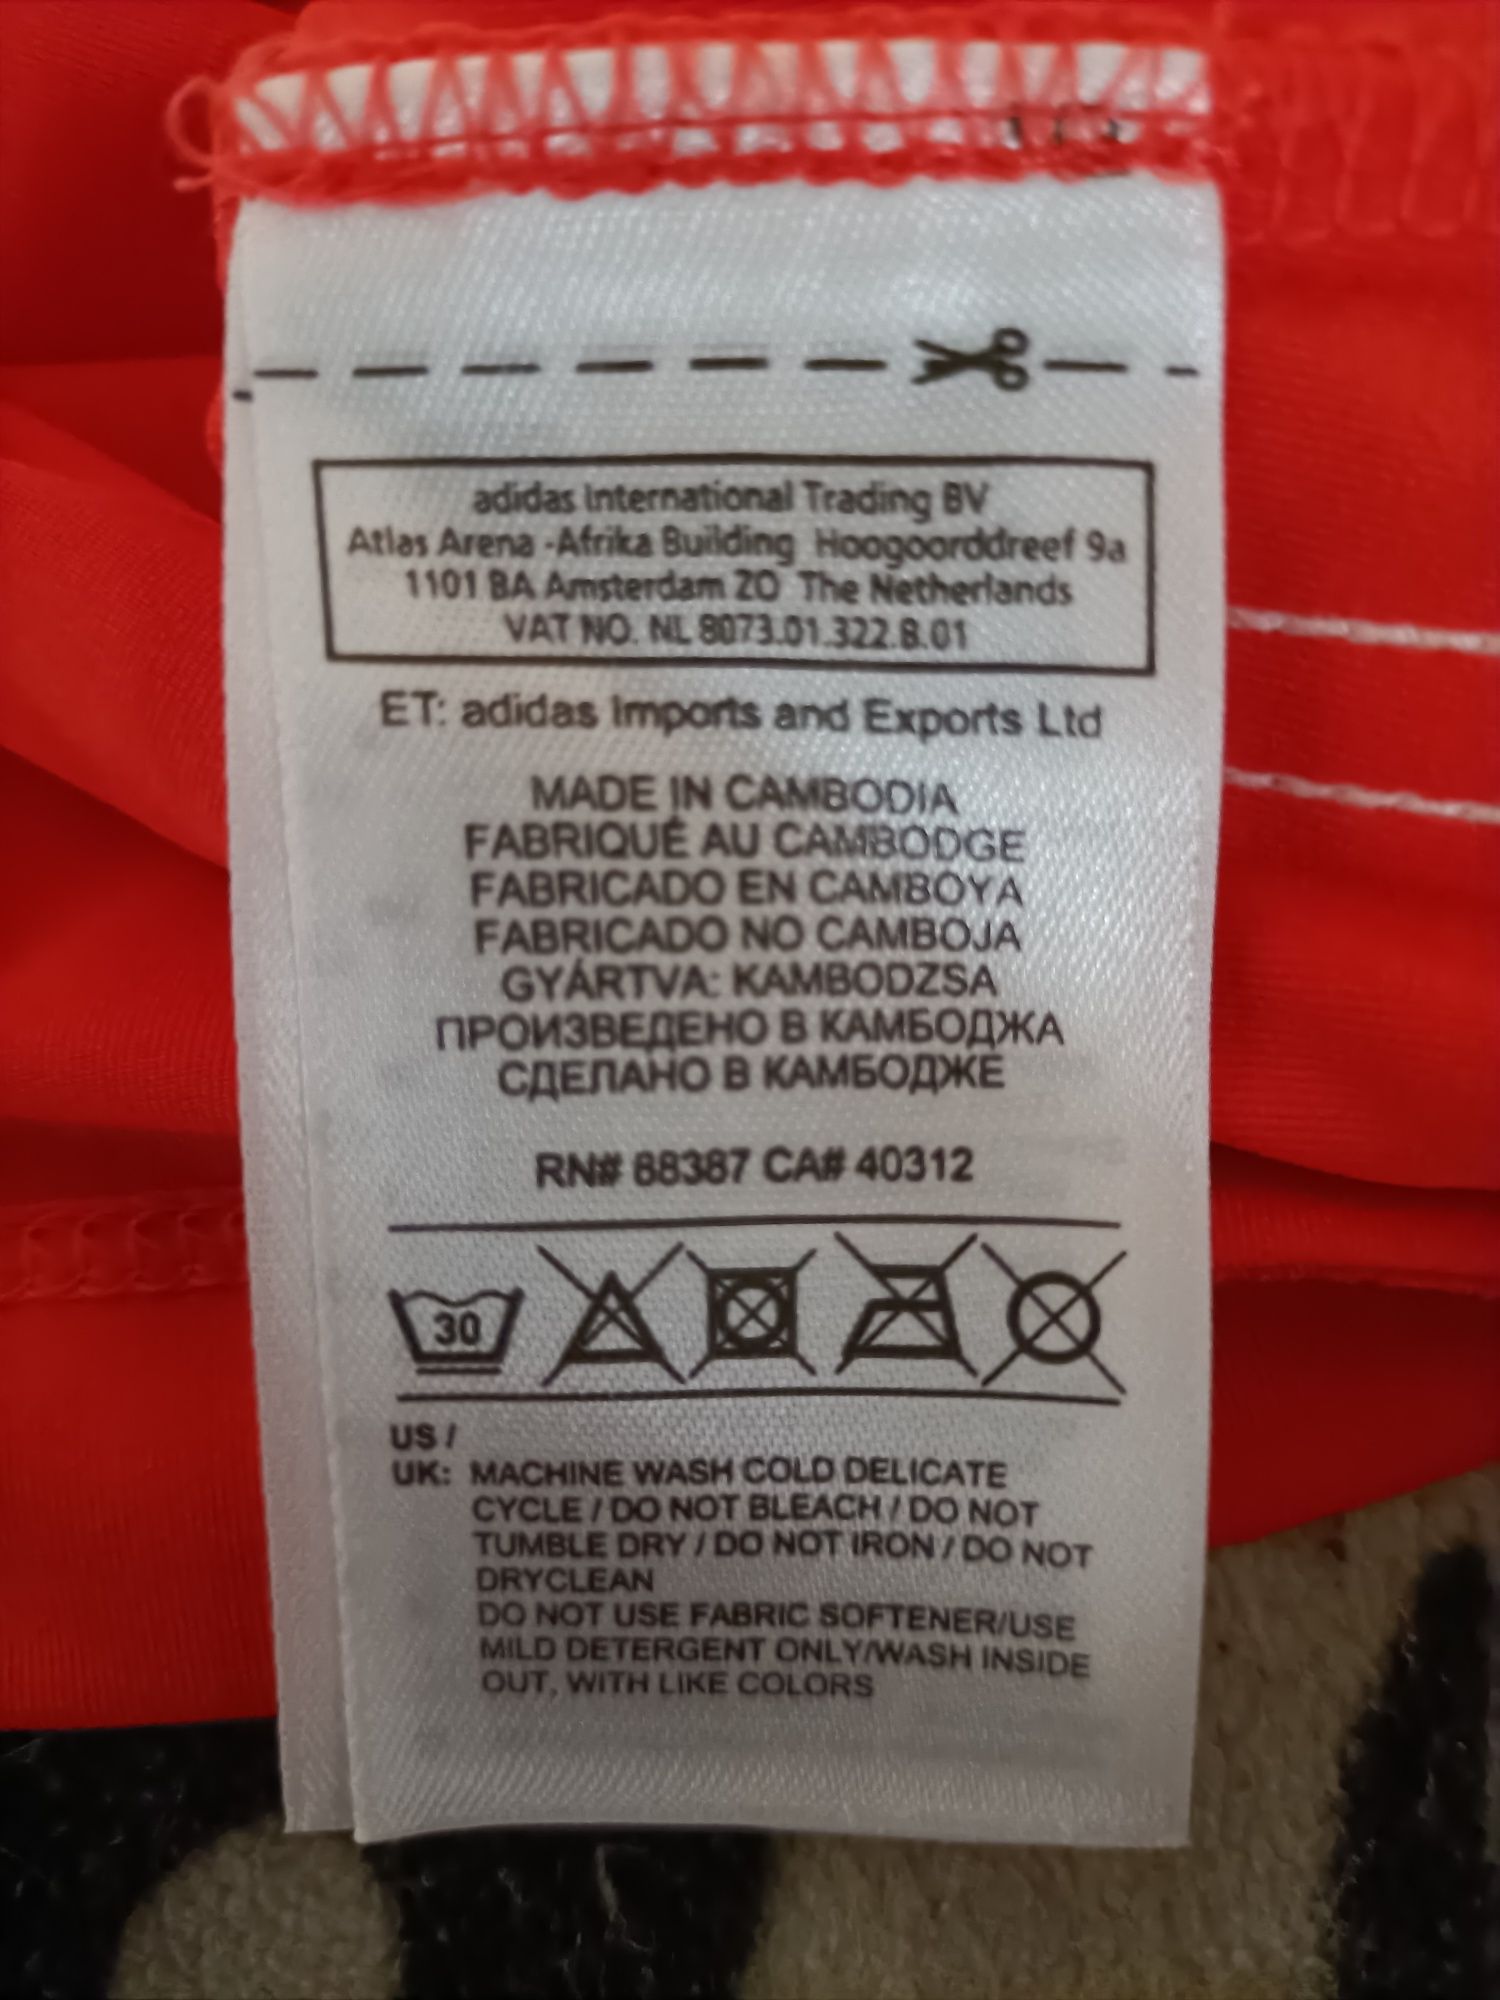 adidas International Trading BV
Atlas Arena -Afrika Building Hoogoorddreef 9a
1101 BA Amsterdam ZO The Netherlands
VAT NO. NL 8073.01.322.B.01
ET: adidas Imports and Exports Ltd
MADE IN CAMBODIA
FABRIQUÉ AU CAMBODGE
FABRICADO EN CAMBOYA
FABRICADO NO CAMBOJA
GYÁRTVA: KAMBODZSA
ПРОИЗВЕДЕНО В КАМБОДЖА
СДЕЛАНО В КАМБОДЖЕ
RN# 88387 CA# 40312
30
US /
UK: MACHINE WASH COLD DELICATE
CYCLE / DO NOT BLEACH / DO NOT
TUMBLE DRY / DO NOT IRON / DO NOT
DRYCLEAN
DO NOT USE FABRIC SOFTENER/USE
MILD DETERGENT ONLY/WASH INSIDE
OUT, WITH LIKE COLORS